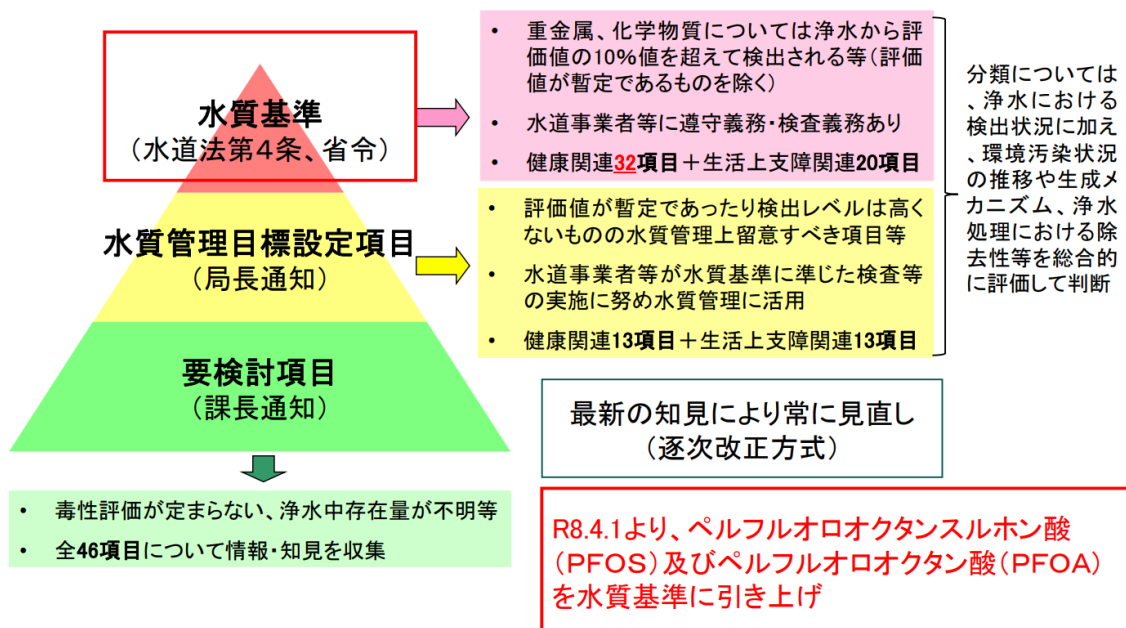 水質基準
（水道法第４条、省令）
• 重金属、化学物質については浄水から評
価値の10％値を超えて検出される等（評価
値が暫定であるものを除く）
• 水道事業者等に遵守義務・検査義務あり
• 健康関連32項目＋生活上支障関連20項目
水質管理目標設定項目
（局長通知）
• 評価値が暫定であったり検出レベルは高く
ないものの水質管理上留意すべき項目等
• 水道事業者等が水質基準に準じた検査等
の実施に努め水質管理に活用
• 健康関連13項目＋生活上支障関連13項目
分類については
、浄水における
検出状況に加え
、環境汚染状況
の推移や生成メ
カニズム、浄水
処理における除
去性等を総合的
に評価して判断
要検討項目
（課長通知）
最新の知見により常に見直し
（逐次改正方式）
• 毒性評価が定まらない、浄水中存在量が不明等
• 全46項目について情報・知見を収集
R8.4.1より、ペルフルオロオクタンスルホン酸
（ＰＦＯＳ）及びペルフルオロオクタン酸（ＰＦＯＡ）
を水質基準に引き上げ